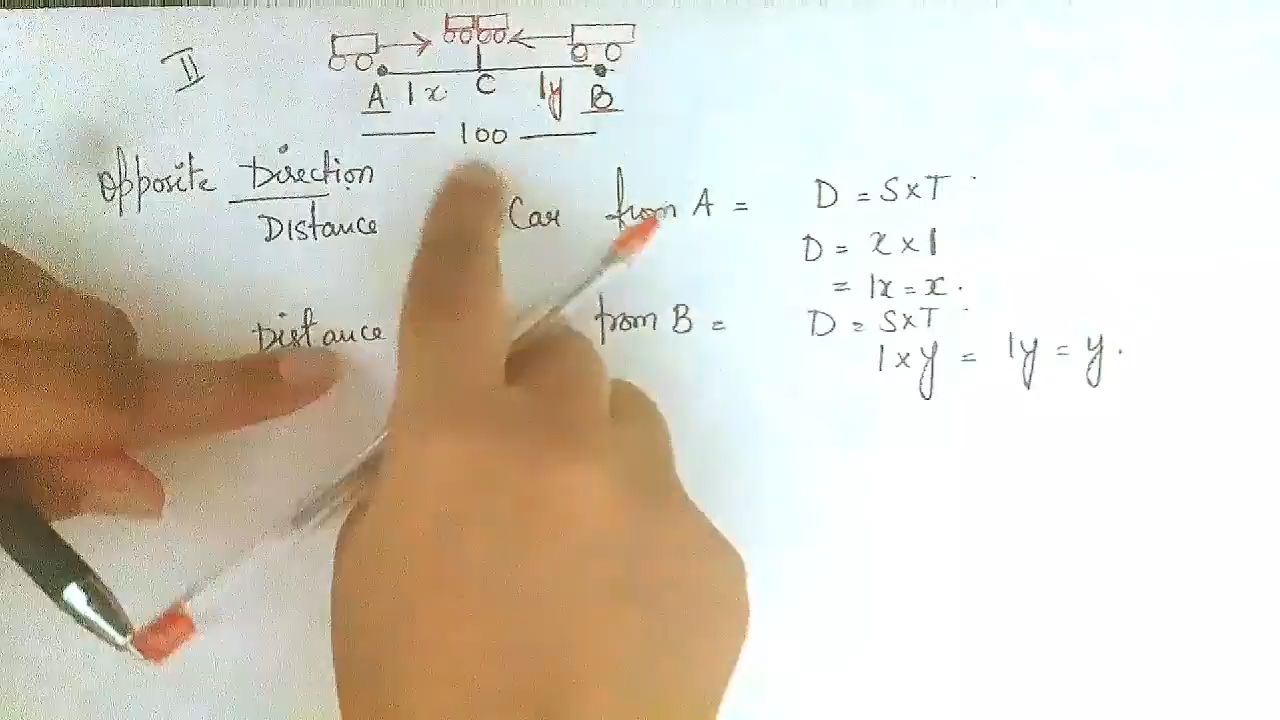 II
A 1x C 1y B
100
Opposite Direction
Distance Car from A = D = S×T
D = x×1
= 1x = x.
Distance from B = D = S×T
1×y = 1y = y.